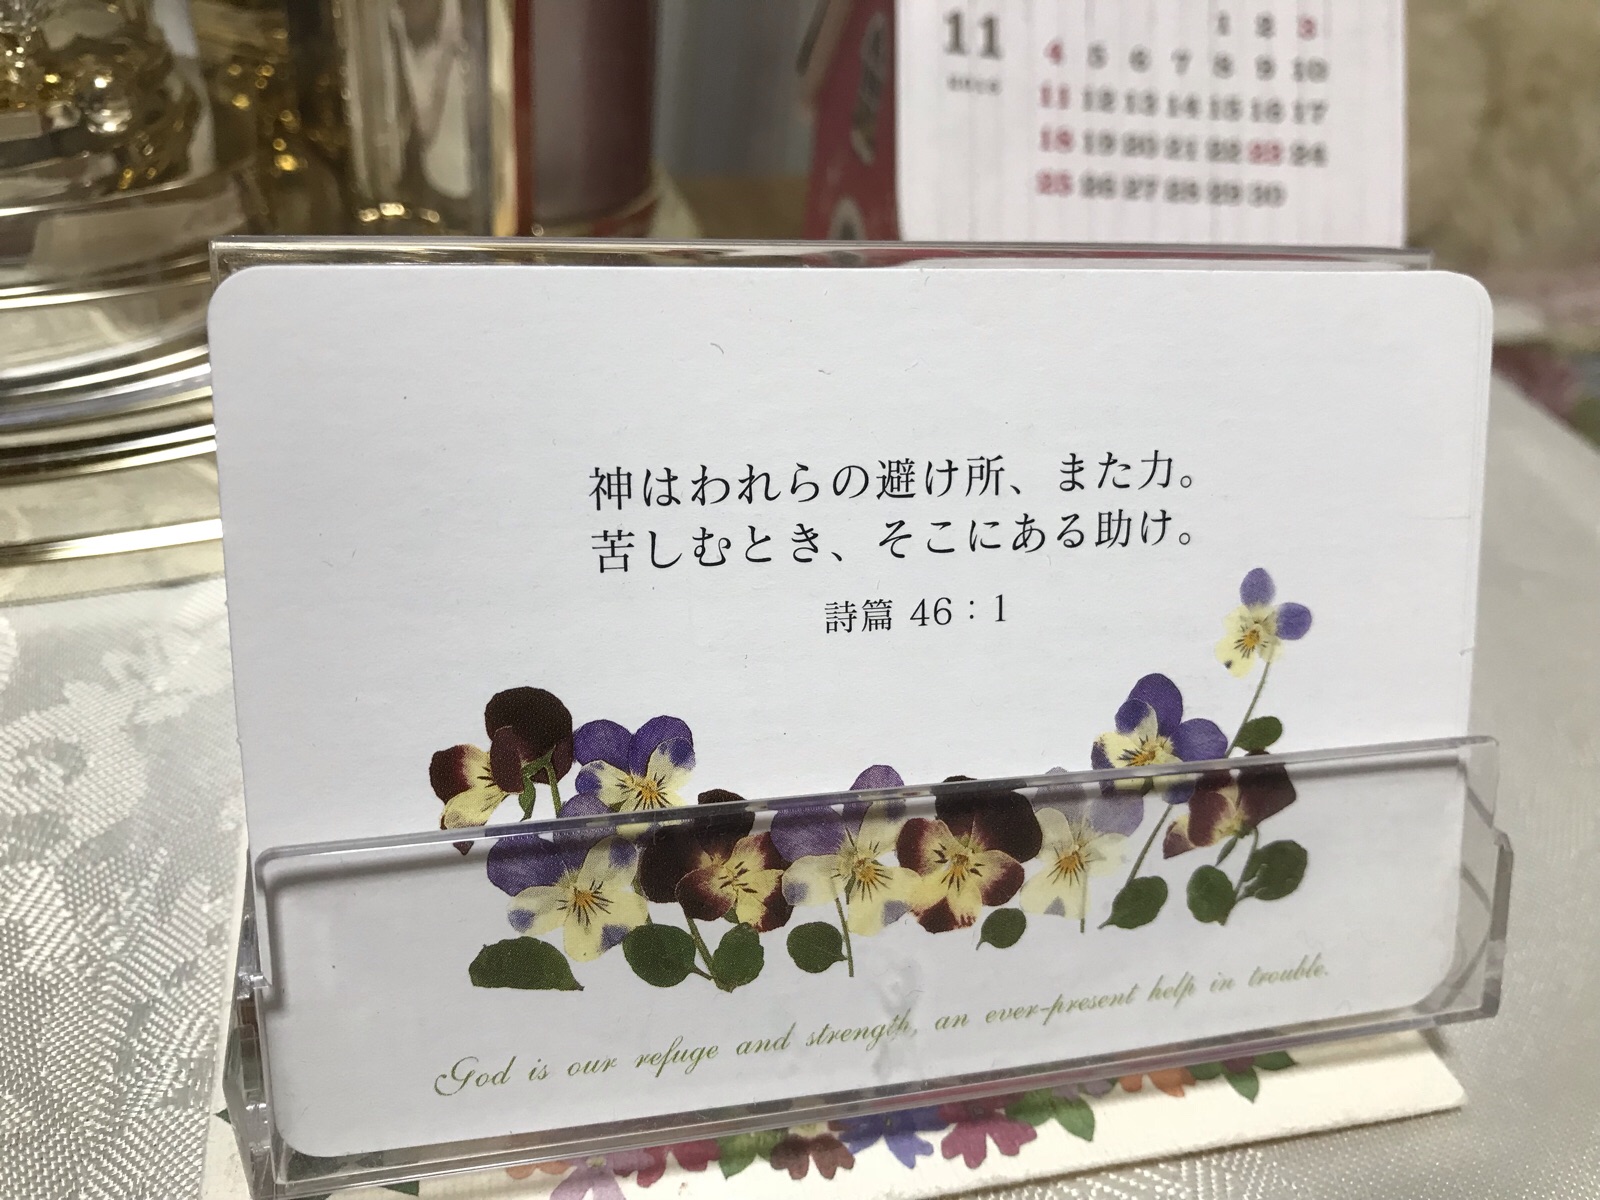 11
1 2 3
4 5 6 7 8 9 10
11 12 13 14 15 16 17
18 19 20 21 22 23 24
25 26 27 28 29 30
神はわれらの避け所、また力。
苦しむとき、そこにある助け。
詩篇 46：1
God is our refuge and strength, an ever-present help in trouble.